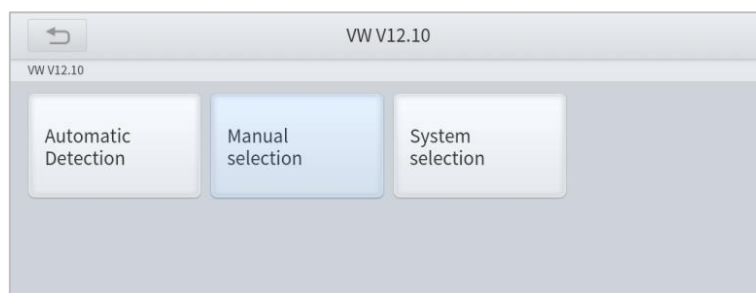 VW V12.10
VW V12.10
Automatic
Detection
Manual
selection
System
selection